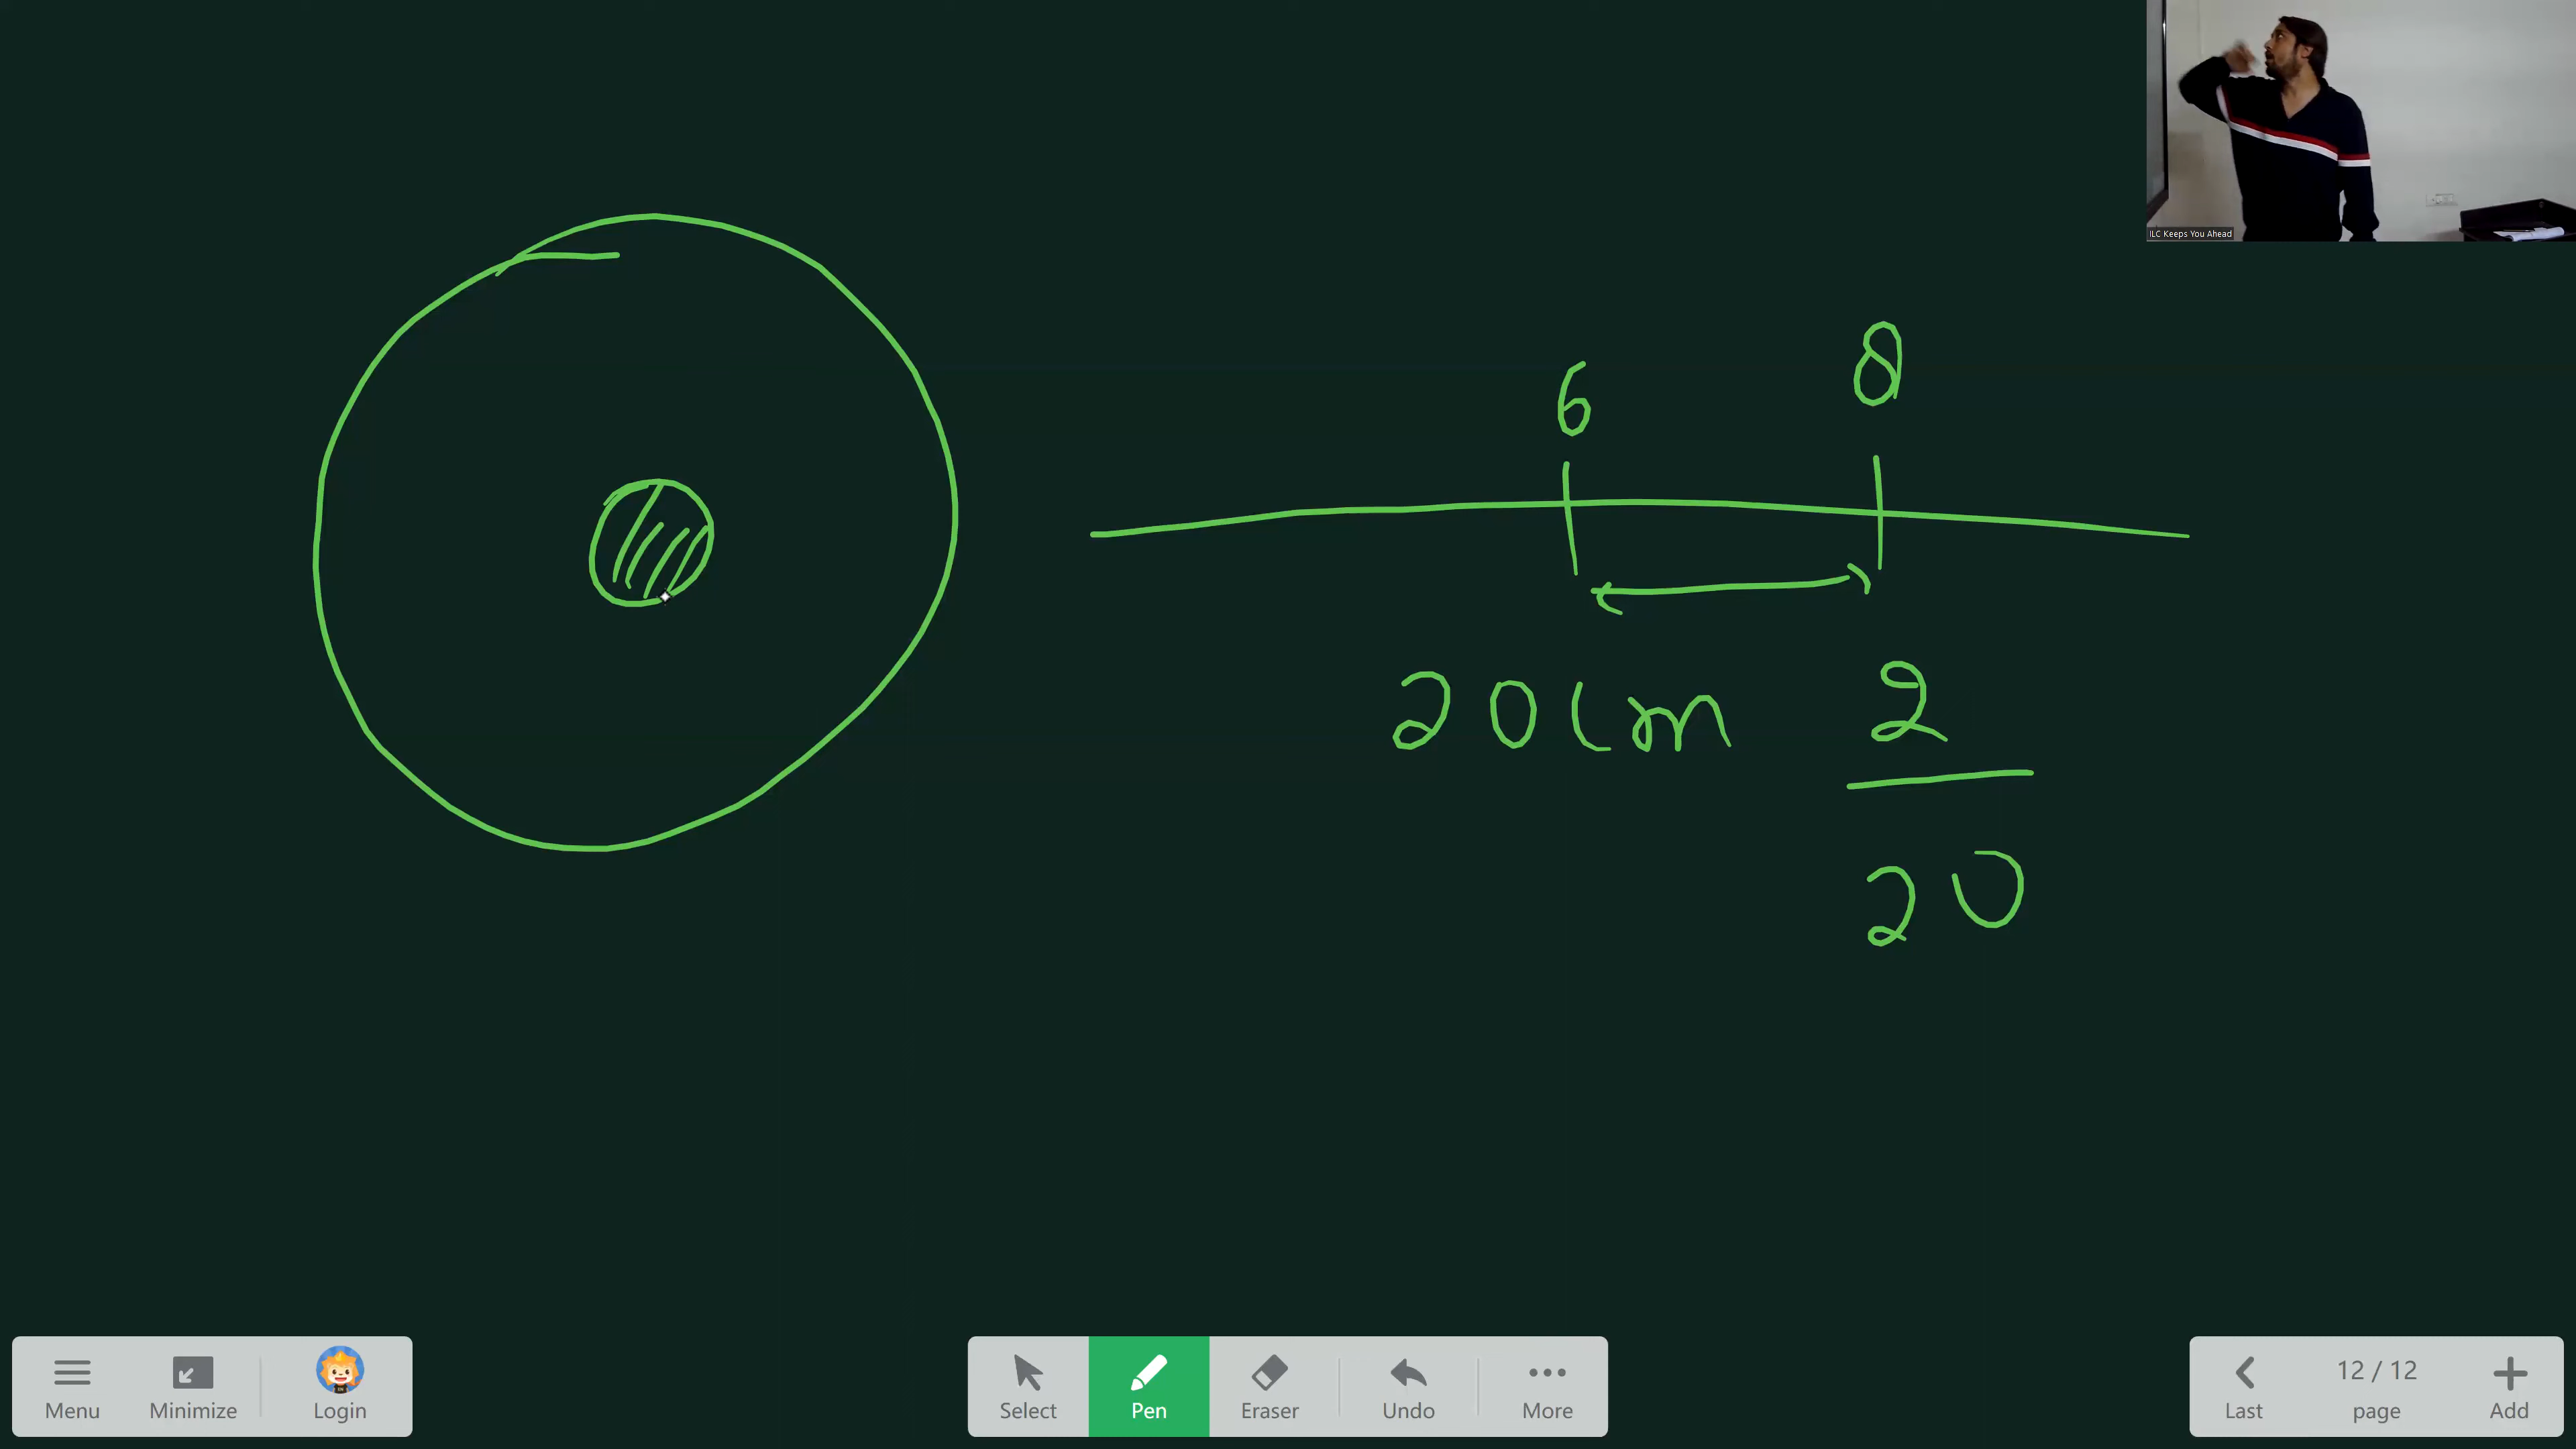 ILC Keeps You Ahead
6 8
20cm 2
20
Menu Minimize Login Select Pen Eraser Undo More Last 12 / 12 page Add